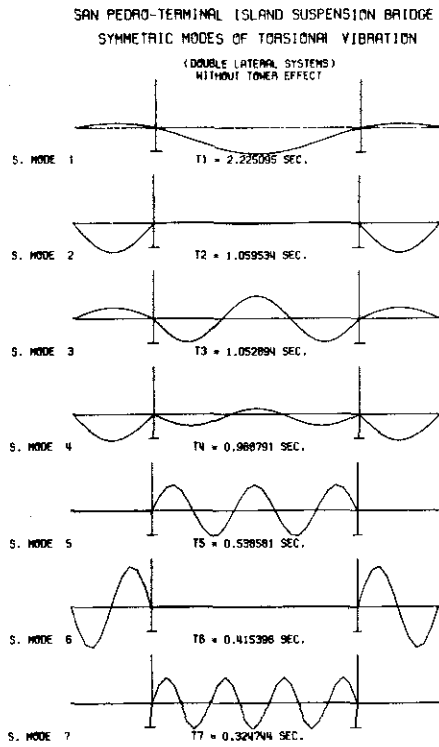 SAN PEDRO-TERMINAL ISLAND SUSPENSION BRIDGE
SYMMETRIC MODES OF TORSIONAL VIBRATION
(DOUBLE LATERAL SYSTEMS)
WITHOUT TOWER EFFECT
S. MODE 1 T1 = 2.225095 SEC.
S. MODE 2 T2 = 1.059534 SEC.
S. MODE 3 T3 = 1.052894 SEC.
S. MODE 4 T4 = 0.960791 SEC.
S. MODE 5 T5 = 0.538581 SEC.
S. MODE 6 T6 = 0.415396 SEC.
S. MODE 7 T7 = 0.324744 SEC.